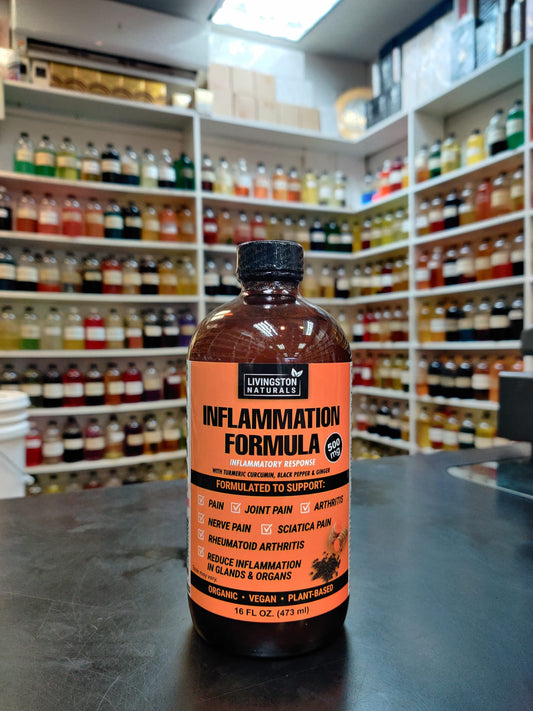 LIVINGSTON
NATURALS
INFLAMMATION
FORMULA
500
mg
INFLAMMATORY RESPONSE
WITH TURMERIC CURCUMIN, BLACK PEPPER & GINGER
FORMULATED TO SUPPORT:
PAIN JOINT PAIN ARTHRITIS
NERVE PAIN SCIATICA PAIN
RHEUMATOID ARTHRITIS
REDUCE INFLAMMATION
IN GLANDS & ORGANS
may vary.
ORGANIC • VEGAN • PLANT-BASED
16 FL OZ. (473 ml)